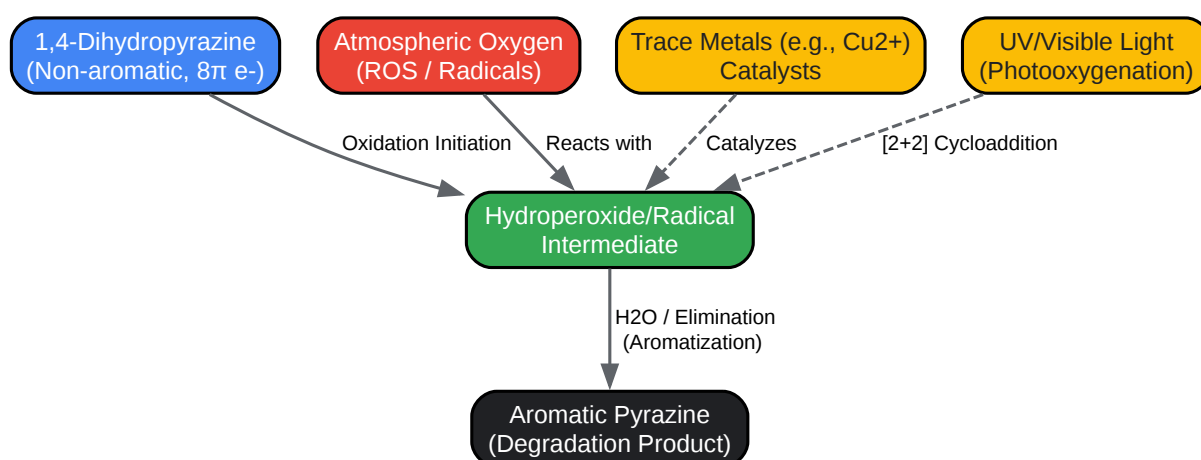 1,4-Dihydropyrazine
(Non-aromatic, 8π e-)
Atmospheric Oxygen
(ROS / Radicals)
Trace Metals (e.g., Cu2+)
Catalysts
UV/Visible Light
(Photooxygenation)
Oxidation Initiation
Reacts with
Catalyzes
[2+2] Cycloaddition
Hydroperoxide/Radical
Intermediate
H2O / Elimination
(Aromatization)
Aromatic Pyrazine
(Degradation Product)